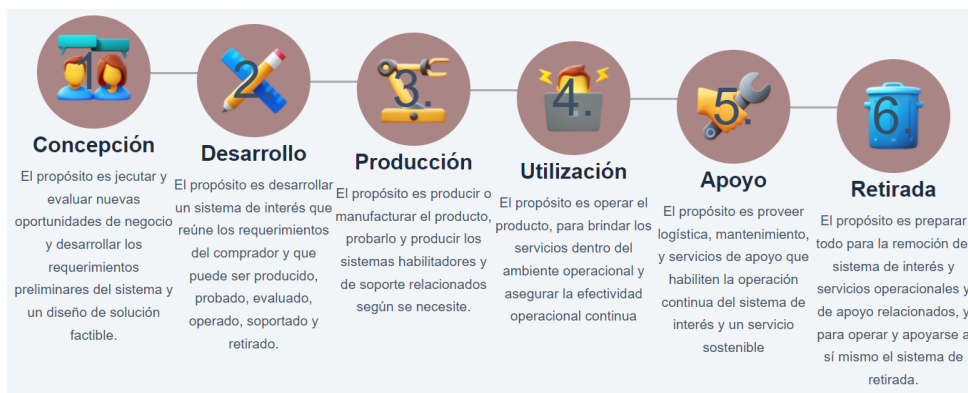 1.
Concepción
El propósito es jecutar y
evaluar nuevas
oportunidades de negocio
y desarrollar los
requerimientos
preliminares del sistema y
un diseño de solución
factible.
2.
Desarrollo
El propósito es desarrollar
un sistema de interés que
reúne los requerimientos
del comprador y que
puede ser producido,
probado, evaluado,
operado, soportado y
retirado.
3.
Producción
El propósito es producir o
manufacturar el producto,
probarlo y producir los
sistemas habilitadores y
de soporte relacionados
según se necesite.
4.
Utilización
El propósito es operar el
producto, para brindar los
servicios dentro del
ambiente operacional y
asegurar la efectividad
operacional continua
5.
Apoyo
El propósito es proveer
logística, mantenimiento,
y servicios de apoyo que
habiliten la operación
continua del sistema de
interés y un servicio
sostenible
6.
Retirada
El propósito es preparar
todo para la remoción de
sistema de interés y
servicios operacionales y
de apoyo relacionados, y
para operar y apoyarse a
sí mismo el sistema de
retirada.